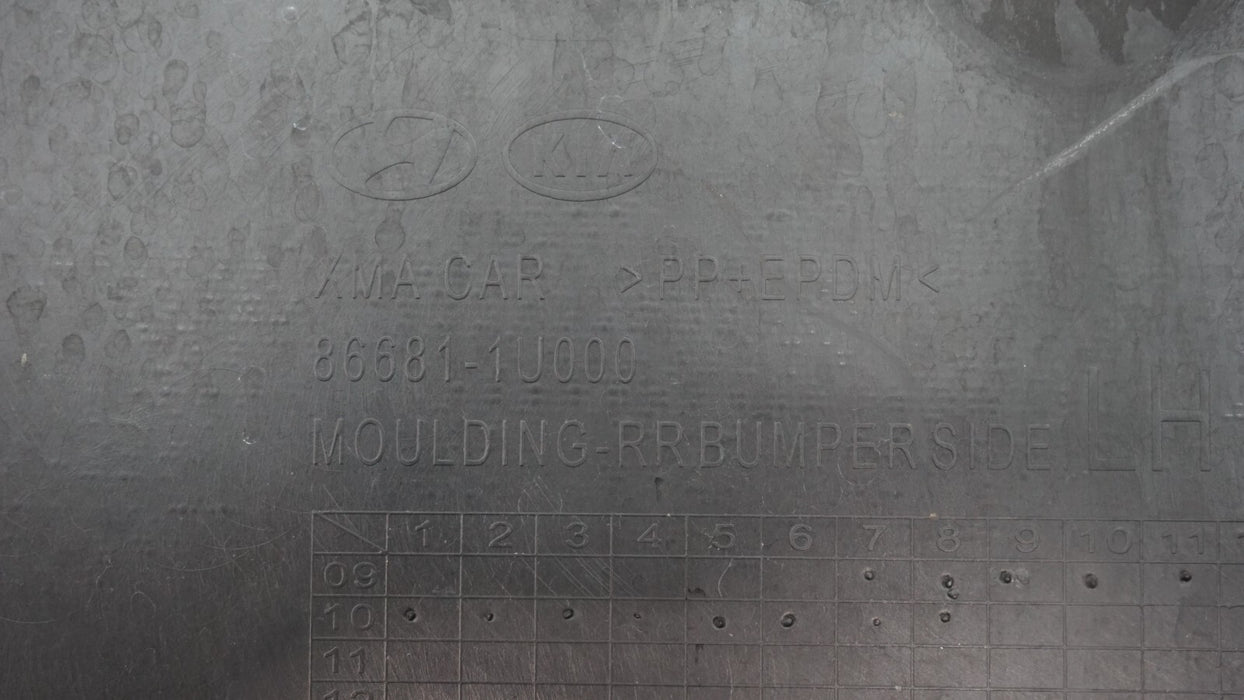 KIA
XMA CAR >PP+EPDM<
86681-1U000
MOULDING-RRBUMPERSIDE LH
1 2 3 4 5 6 7 8 9 10 11
09
10
11